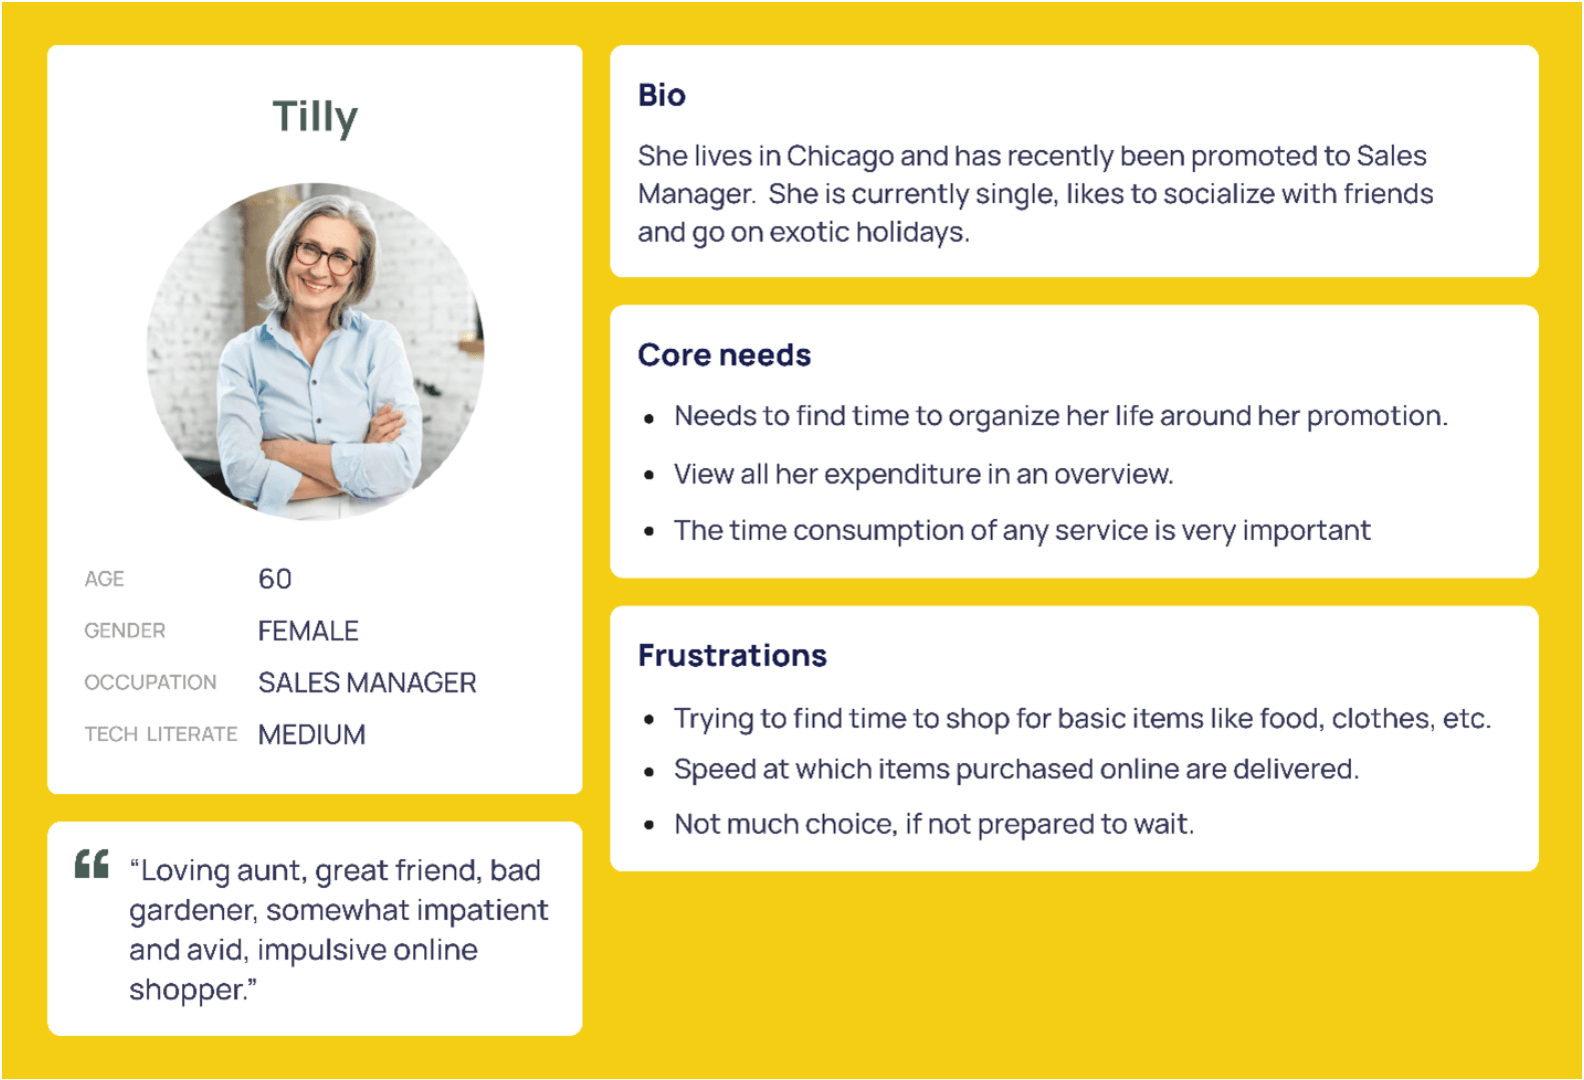 Tilly
AGE 60
GENDER FEMALE
OCCUPATION SALES MANAGER
TECH LITERATE MEDIUM
“Loving aunt, great friend, bad
gardener, somewhat impatient
and avid, impulsive online
shopper.”
Bio
She lives in Chicago and has recently been promoted to Sales
Manager. She is currently single, likes to socialize with friends
and go on exotic holidays.
Core needs
• Needs to find time to organize her life around her promotion.
• View all her expenditure in an overview.
• The time consumption of any service is very important
Frustrations
• Trying to find time to shop for basic items like food, clothes, etc.
• Speed at which items purchased online are delivered.
• Not much choice, if not prepared to wait.